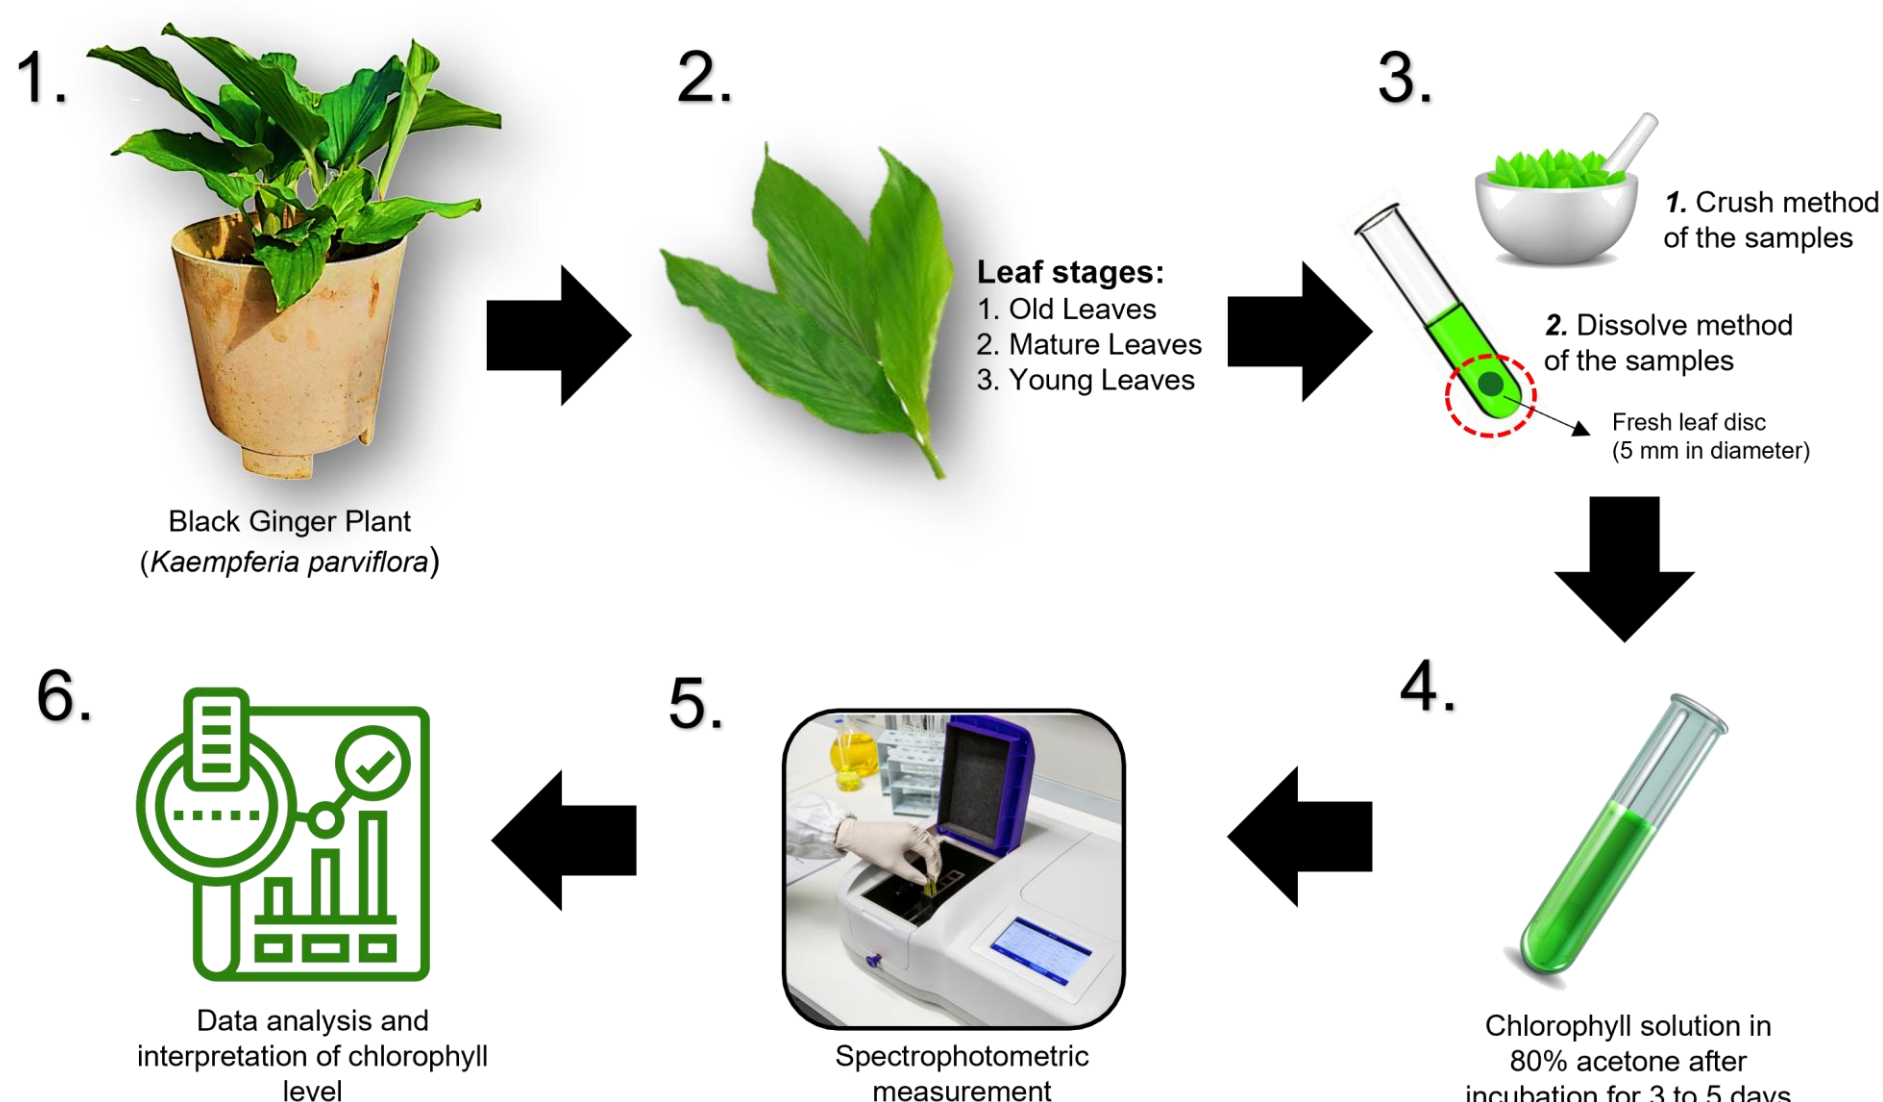 1.
Black Ginger Plant
(Kaempferia parviflora)
2.
Leaf stages:
1. Old Leaves
2. Mature Leaves
3. Young Leaves
3.
1. Crush method
of the samples
2. Dissolve method
of the samples
Fresh leaf disc
(5 mm in diameter)
4.
Chlorophyll solution in
80% acetone after
incubation for 3 to 5 days
5.
Spectrophotometric
measurement
6.
Data analysis and
interpretation of chlorophyll
level